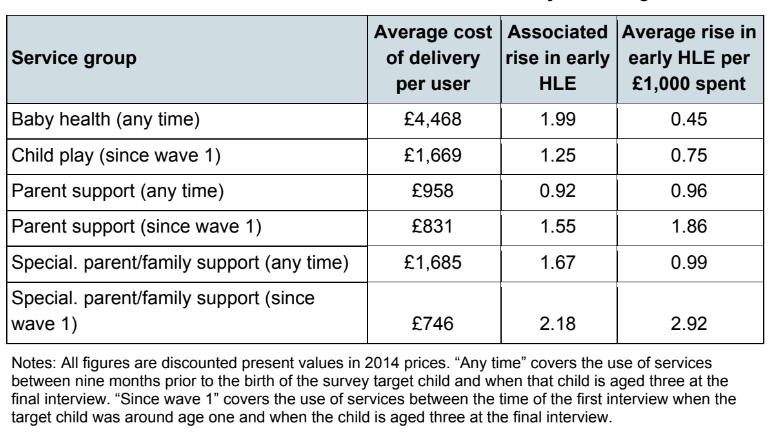 Average cost Associated Average rise in
Service group of delivery rise in early early HLE per
per user HLE £1,000 spent
Baby health (any time) £4,468 1.99 0.45
Child play (since wave 1) £1,669 1.25 0.75
Parent support (any time) £958 0.92 0.96
Parent support (since wave 1) £831 1.55 1.86
Special. parent/family support (any time) £1,685 1.67 0.99
Special. parent/family support (since
wave 1) £746 2.18 2.92
Notes: All figures are discounted present values in 2014 prices. “Any time” covers the use of services
between nine months prior to the birth of the survey target child and when that child is aged three at the
final interview. “Since wave 1” covers the use of services between the time of the first interview when the
target child was around age one and when the child is aged three at the final interview.